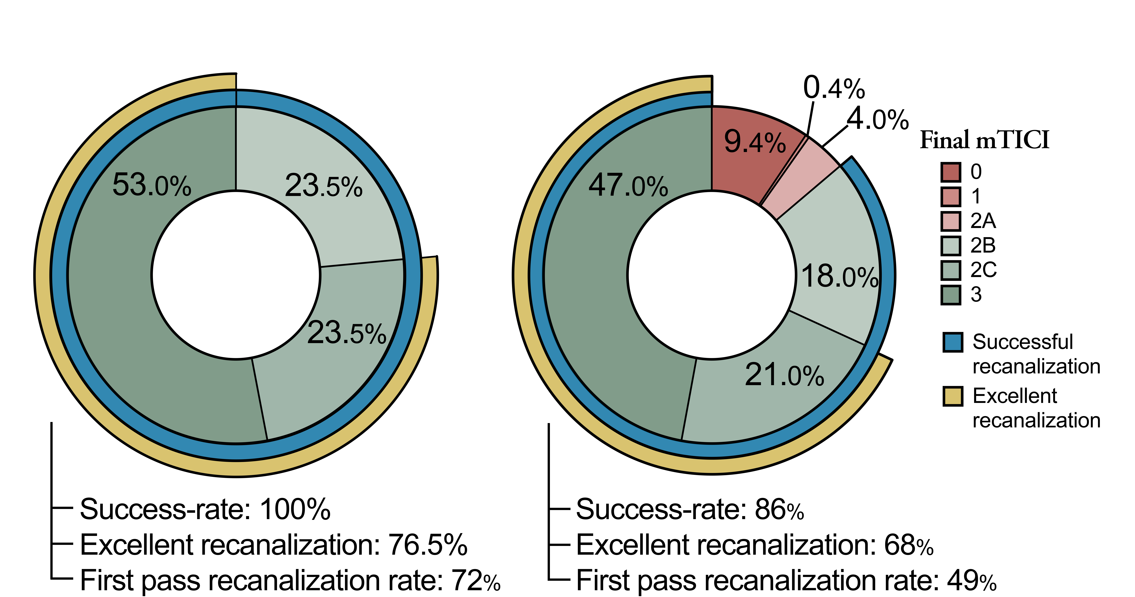 0.4%
4.0%
9.4%
53.0%
23.5%
47.0%
18.0%
23.5%
21.0%
Final mTICI
0
1
2A
2B
2C
3
Successful
recanalization
Excellent
recanalization
Success-rate: 100%
Excellent recanalization: 76.5%
First pass recanalization rate: 72%
Success-rate: 86%
Excellent recanalization: 68%
First pass recanalization rate: 49%